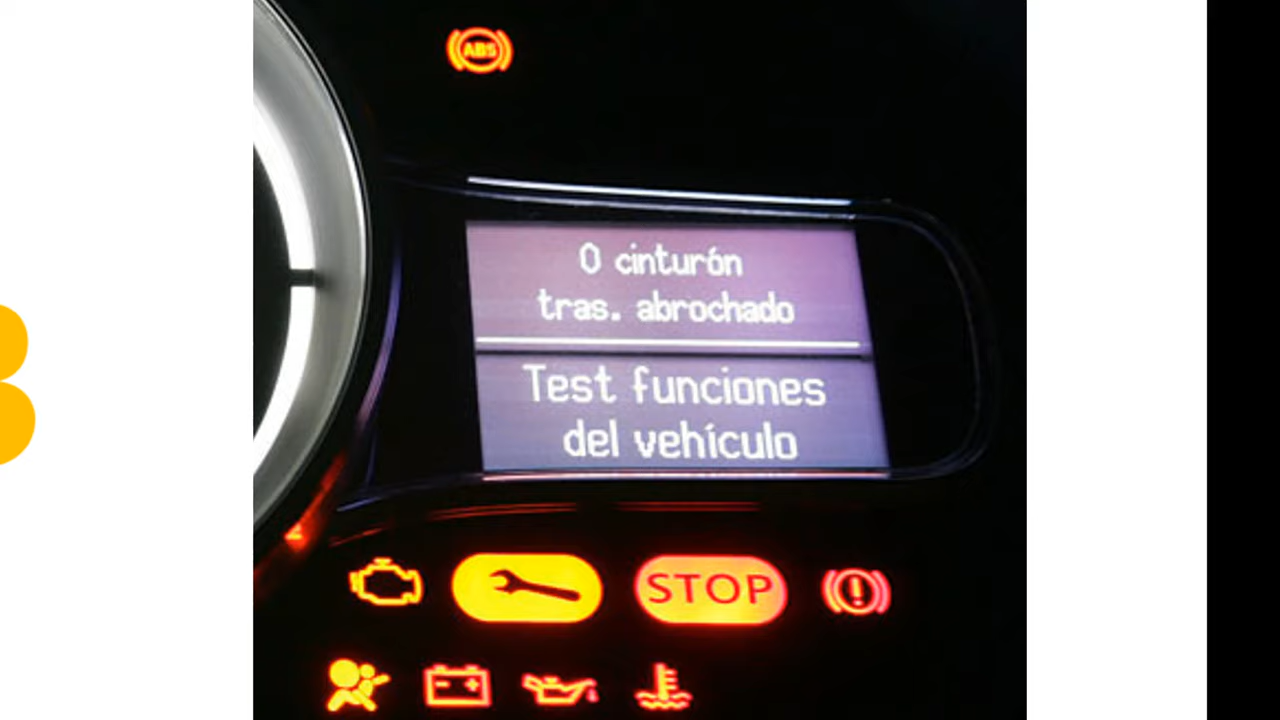 ABS
0 cinturón
tras. abrochado
Test funciones
del vehículo
STOP